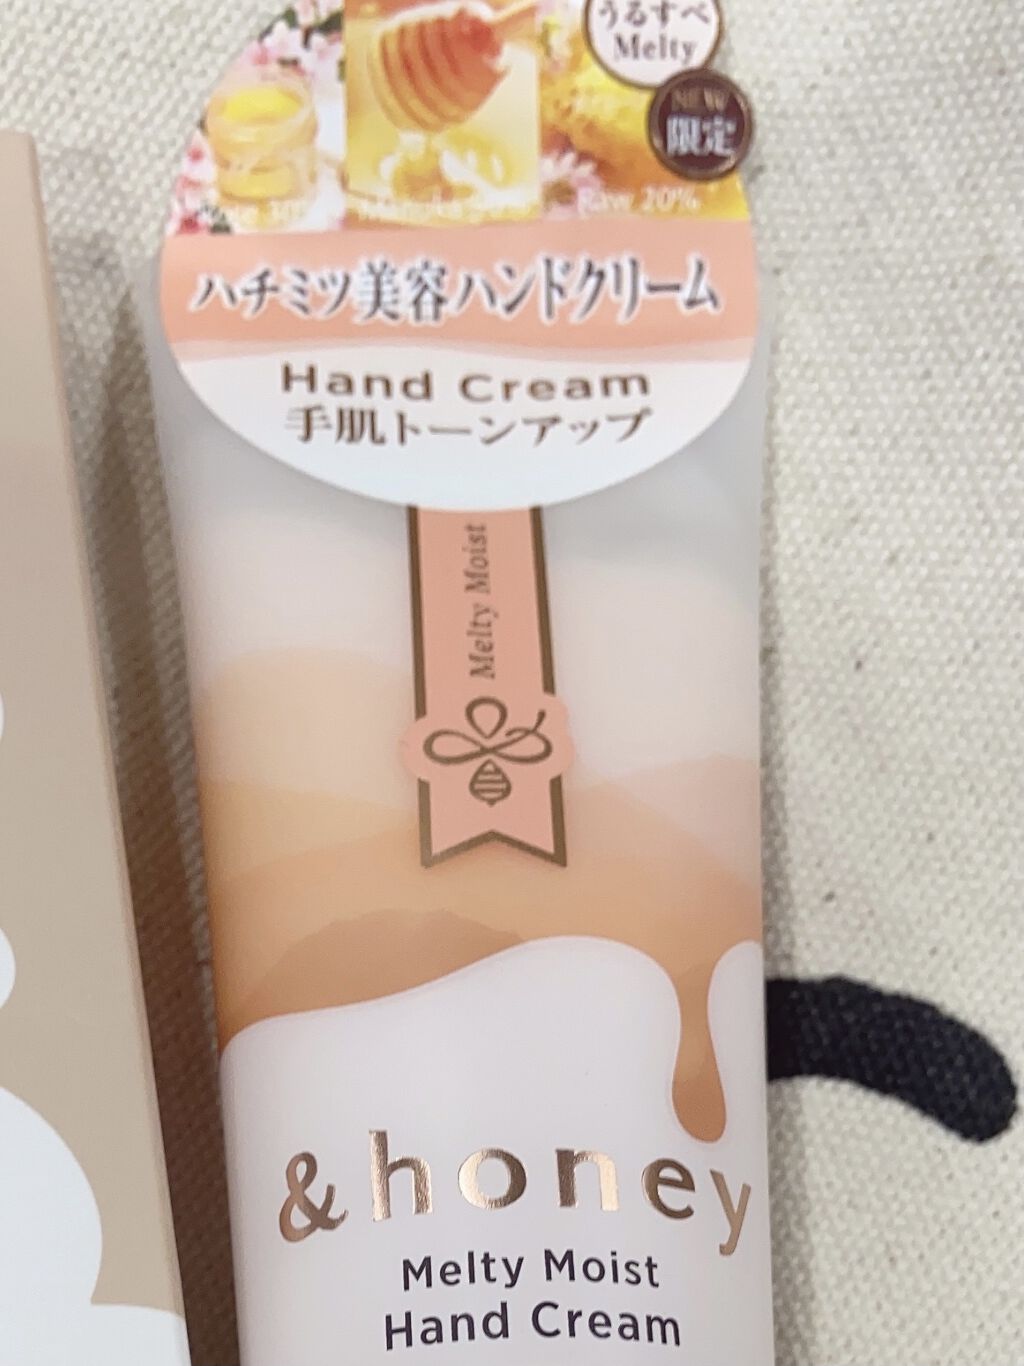 うるすべ
Melty
NEW
限定
Raw 20%
ハチミツ美容ハンドクリーム
Hand Cream
手肌トーンアップ
Melty Moist
&honey
Melty Moist
Hand Cream